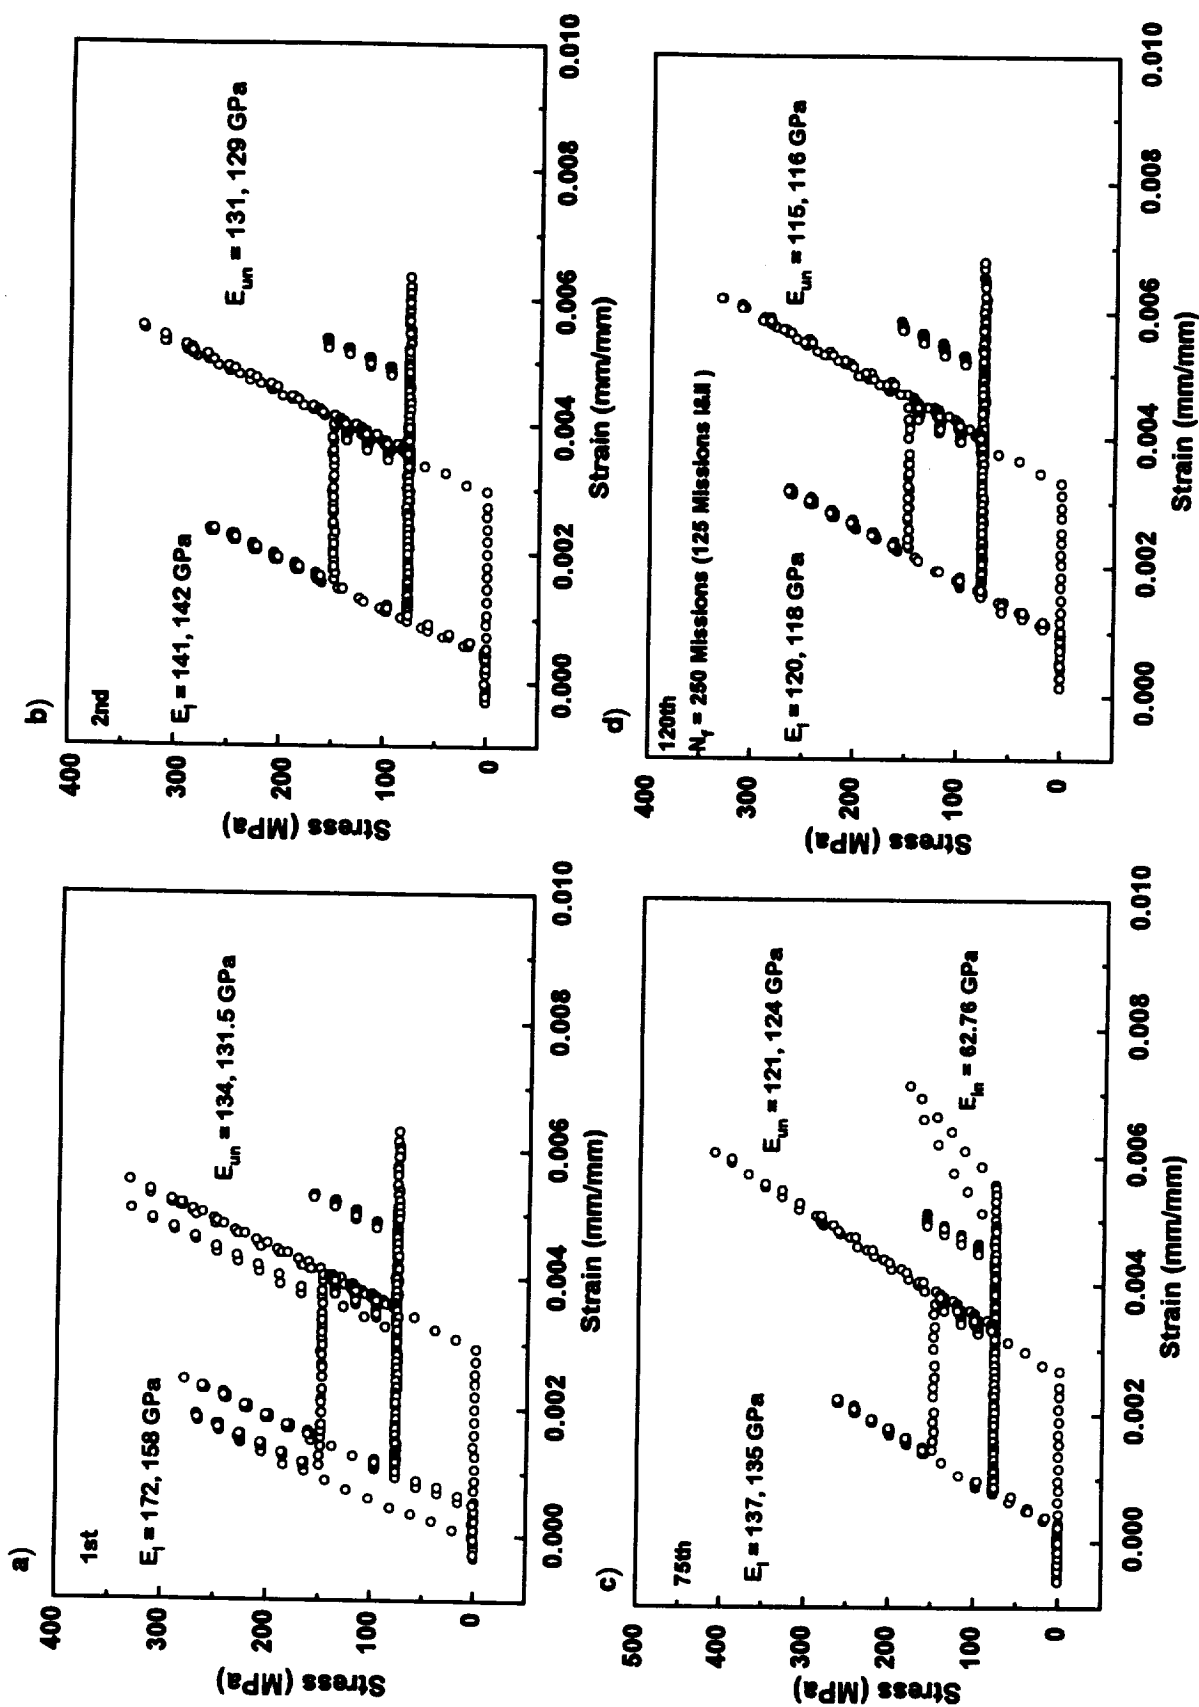 a)
1st
E_i = 172, 158 GPa
E_un = 134, 131.5 GPa
400
300
200
100
0
Stress (MPa)
0.000 0.002 0.004 0.006 0.008 0.010
Strain (mm/mm)
b)
2nd
E_i = 141, 142 GPa
E_un = 131, 129 GPa
400
300
200
100
0
Stress (MPa)
0.000 0.002 0.004 0.006 0.008 0.010
Strain (mm/mm)
c)
75th
E_i = 137, 135 GPa
E_un = 121, 124 GPa
E_in = 62.76 GPa
500
400
300
200
100
0
Stress (MPa)
0.000 0.002 0.004 0.006 0.008 0.010
Strain (mm/mm)
d)
120th
N_f = 250 Missions (125 Missions I&II )
E_i = 120, 118 GPa
E_un = 115, 116 GPa
400
300
200
100
0
Stress (MPa)
0.000 0.002 0.004 0.006 0.008 0.010
Strain (mm/mm)